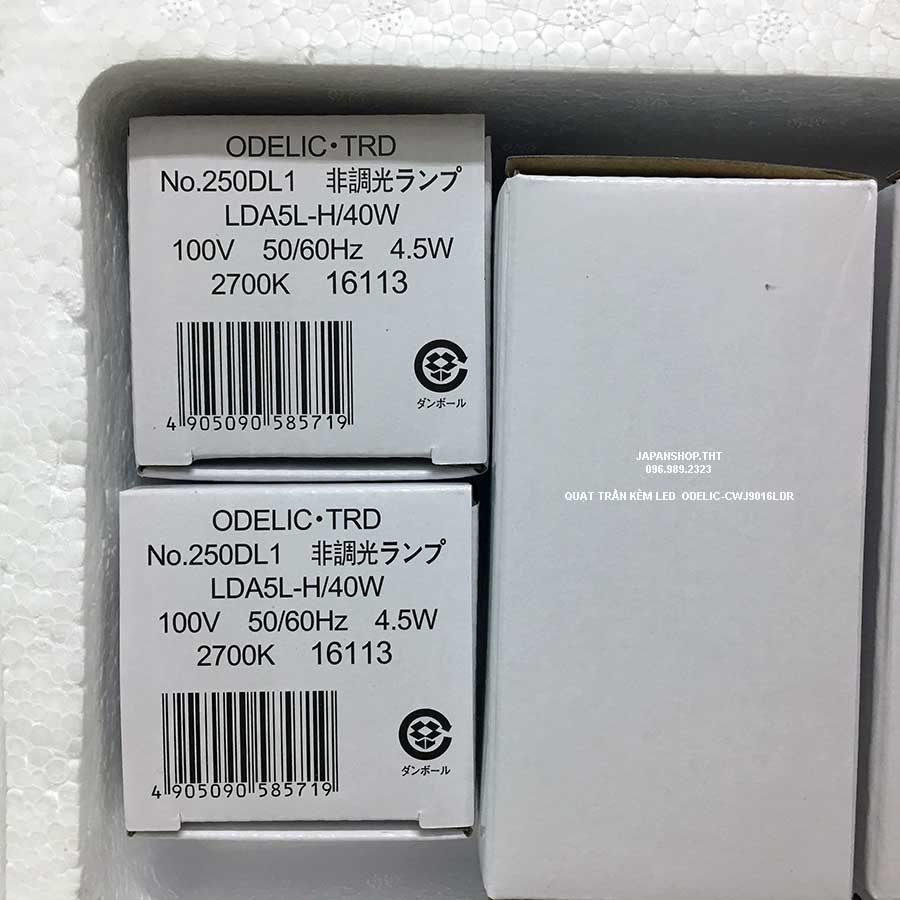 ODELIC・TRD
No.250DL1 非調光ランプ
LDA5L-H/40W
100V 50/60Hz 4.5W
2700K 16113
4 905090 585719
ダンボール
ODELIC・TRD
No.250DL1 非調光ランプ
LDA5L-H/40W
100V 50/60Hz 4.5W
2700K 16113
4 905090 585719
ダンボール
JAPANSHOP.THT
096.989.2323
QUẠT TRẦN KÈM LED ODELIC-CWJ9016LDR